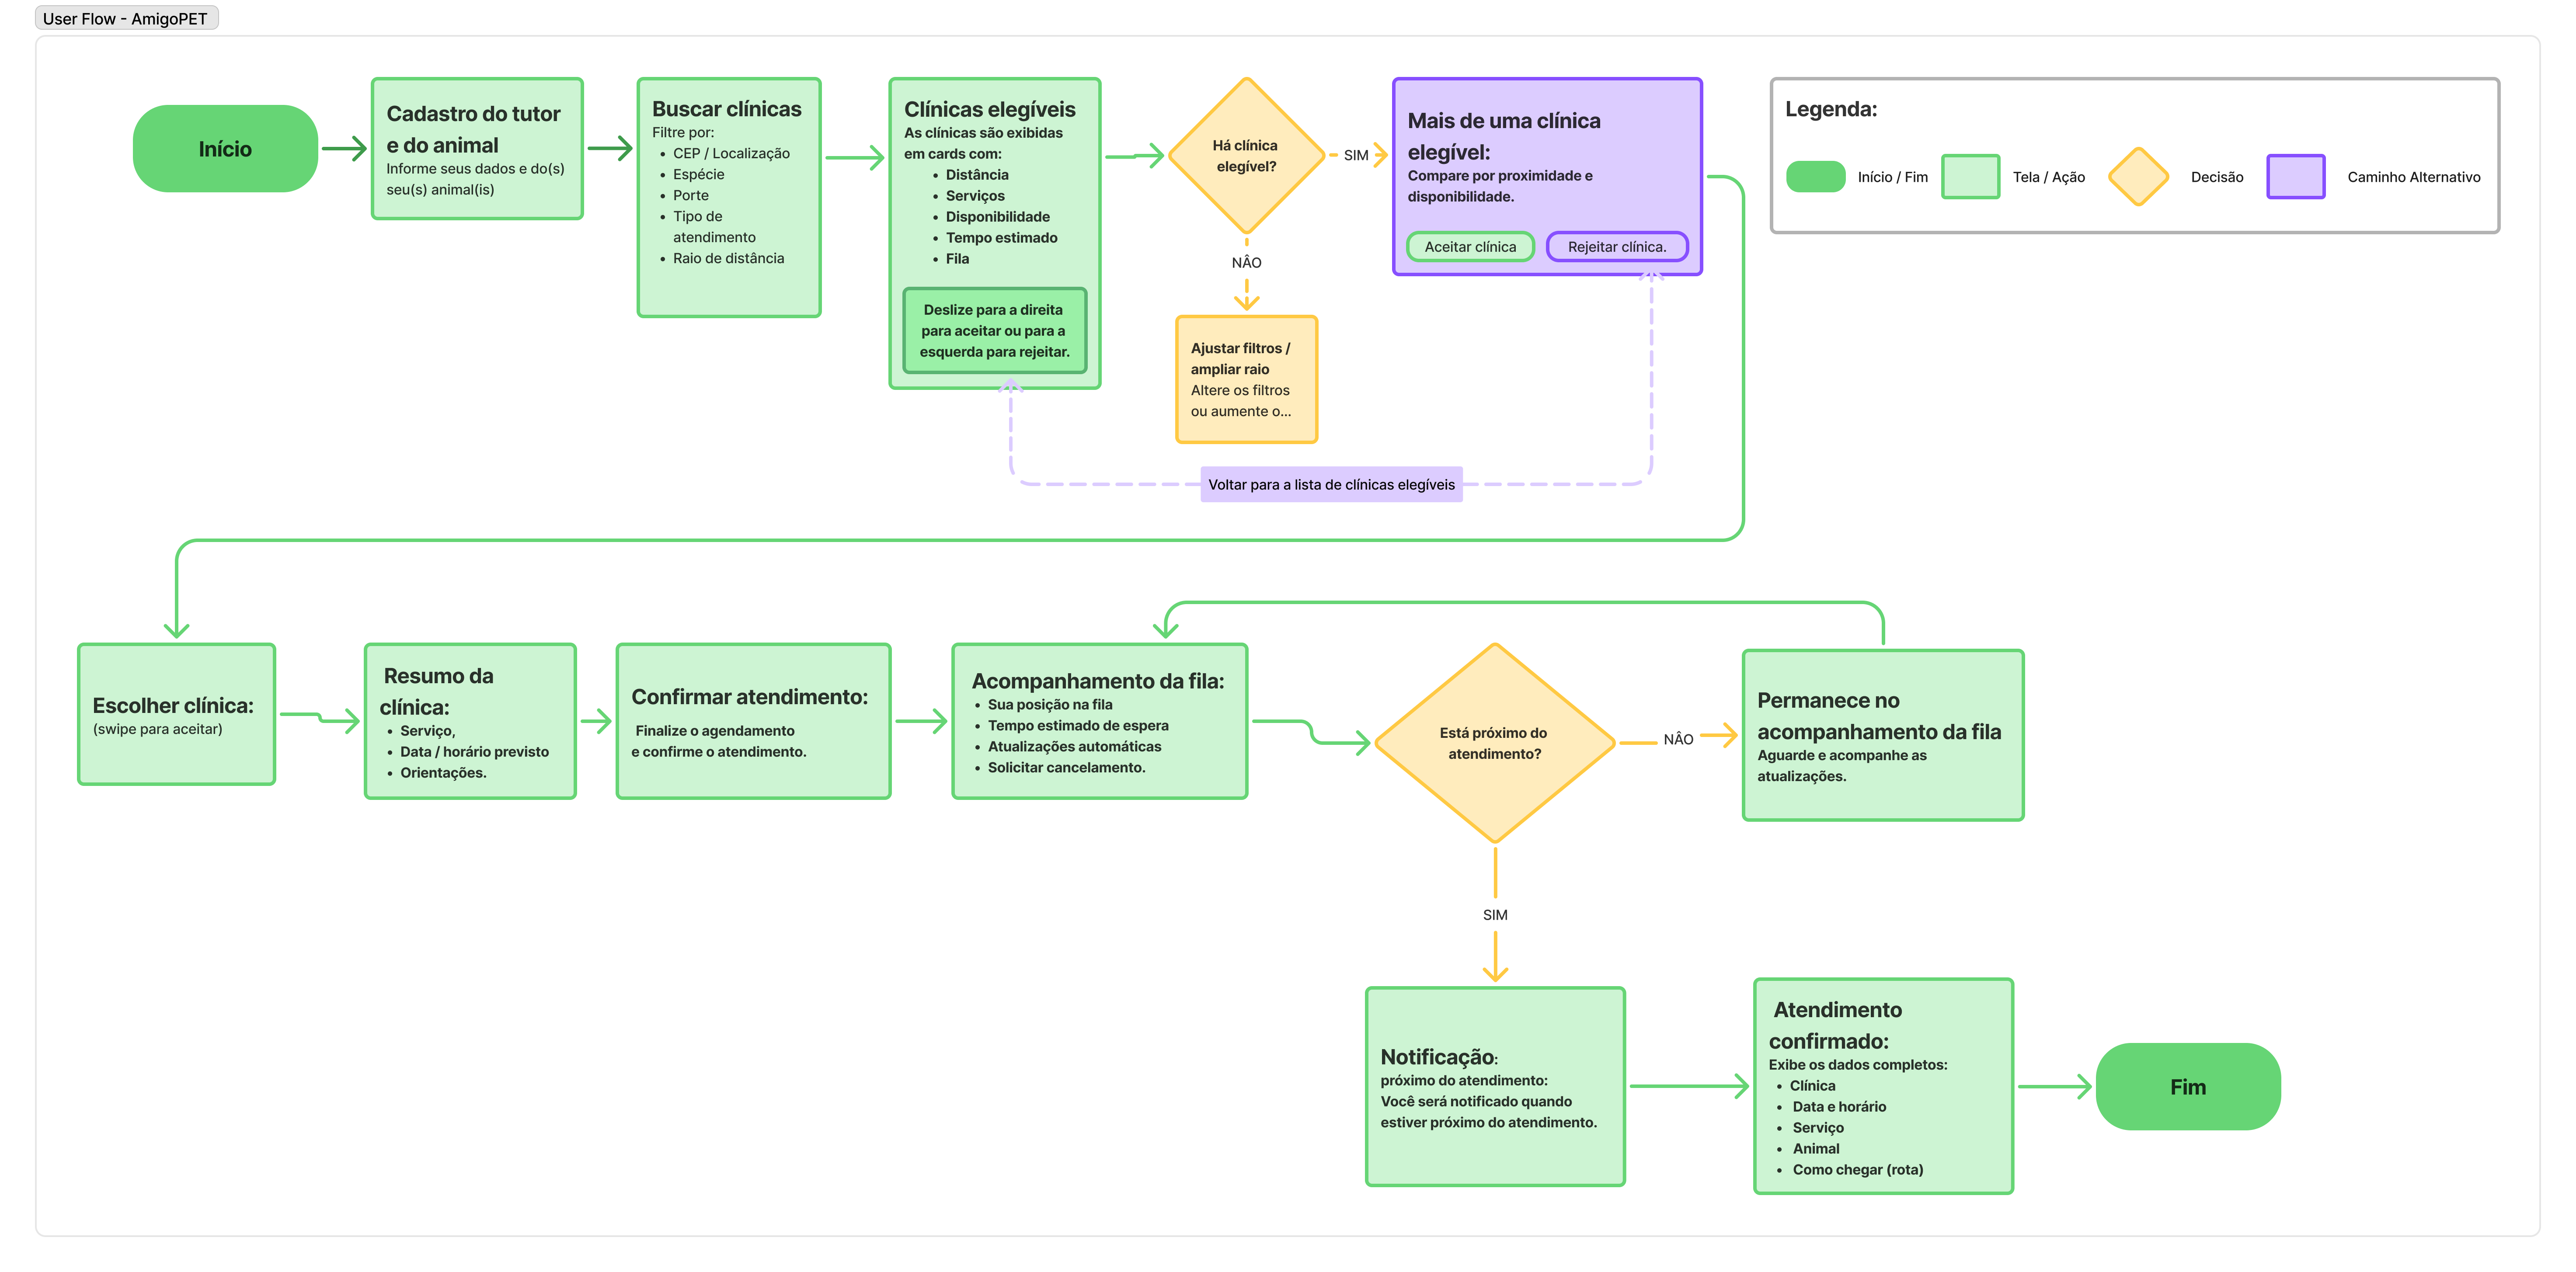 User Flow - AmigoPET
Início
Cadastro do tutor
e do animal
Informe seus dados e do(s)
seu(s) animal(is)
Buscar clínicas
Filtre por:
• CEP / Localização
• Espécie
• Porte
• Tipo de
atendimento
• Raio de distância
Clínicas elegíveis
As clínicas são exibidas
em cards com:
• Distância
• Serviços
• Disponibilidade
• Tempo estimado
• Fila
Deslize para a direita
para aceitar ou para a
esquerda para rejeitar.
Há clínica
elegível?
SIM
NÂO
Ajustar filtros /
ampliar raio
Altere os filtros
ou aumente o...
Mais de uma clínica
elegível:
Compare por proximidade e
disponibilidade.
Aceitar clínica
Rejeitar clínica.
Voltar para a lista de clínicas elegíveis
Legenda:
Início / Fim
Tela / Ação
Decisão
Caminho Alternativo
Escolher clínica:
(swipe para aceitar)
Resumo da
clínica:
• Serviço,
• Data / horário previsto
• Orientações.
Confirmar atendimento:
Finalize o agendamento
e confirme o atendimento.
Acompanhamento da fila:
• Sua posição na fila
• Tempo estimado de espera
• Atualizações automáticas
• Solicitar cancelamento.
Está próximo do
atendimento?
NÂO
Permanece no
acompanhamento da fila
Aguarde e acompanhe as
atualizações.
SIM
Notificação:
próximo do atendimento:
Você será notificado quando
estiver próximo do atendimento.
Atendimento
confirmado:
Exibe os dados completos:
• Clínica
• Data e horário
• Serviço
• Animal
• Como chegar (rota)
Fim